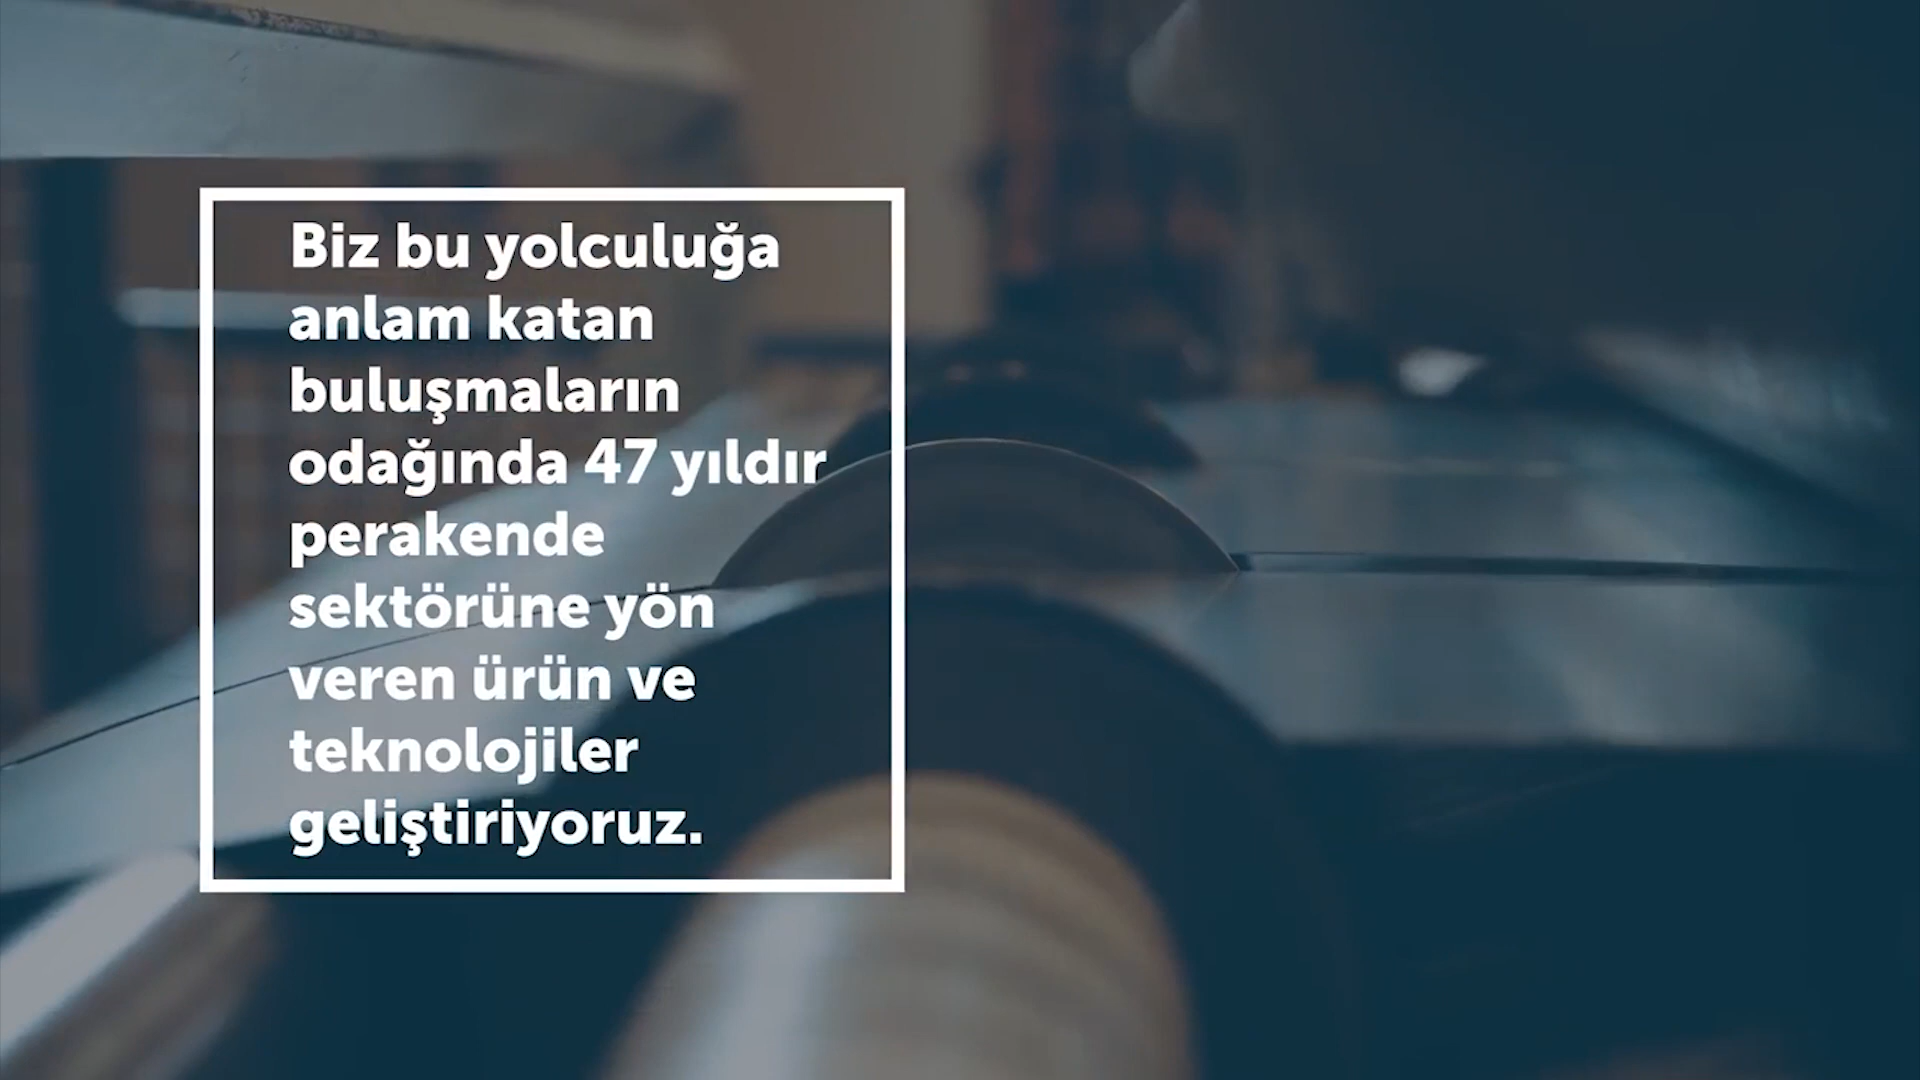 Biz bu yolculuğa
anlam katan
buluşmaların
odağında 47 yıldır
perakende
sektörüne yön
veren ürün ve
teknolojiler
geliştiriyoruz.